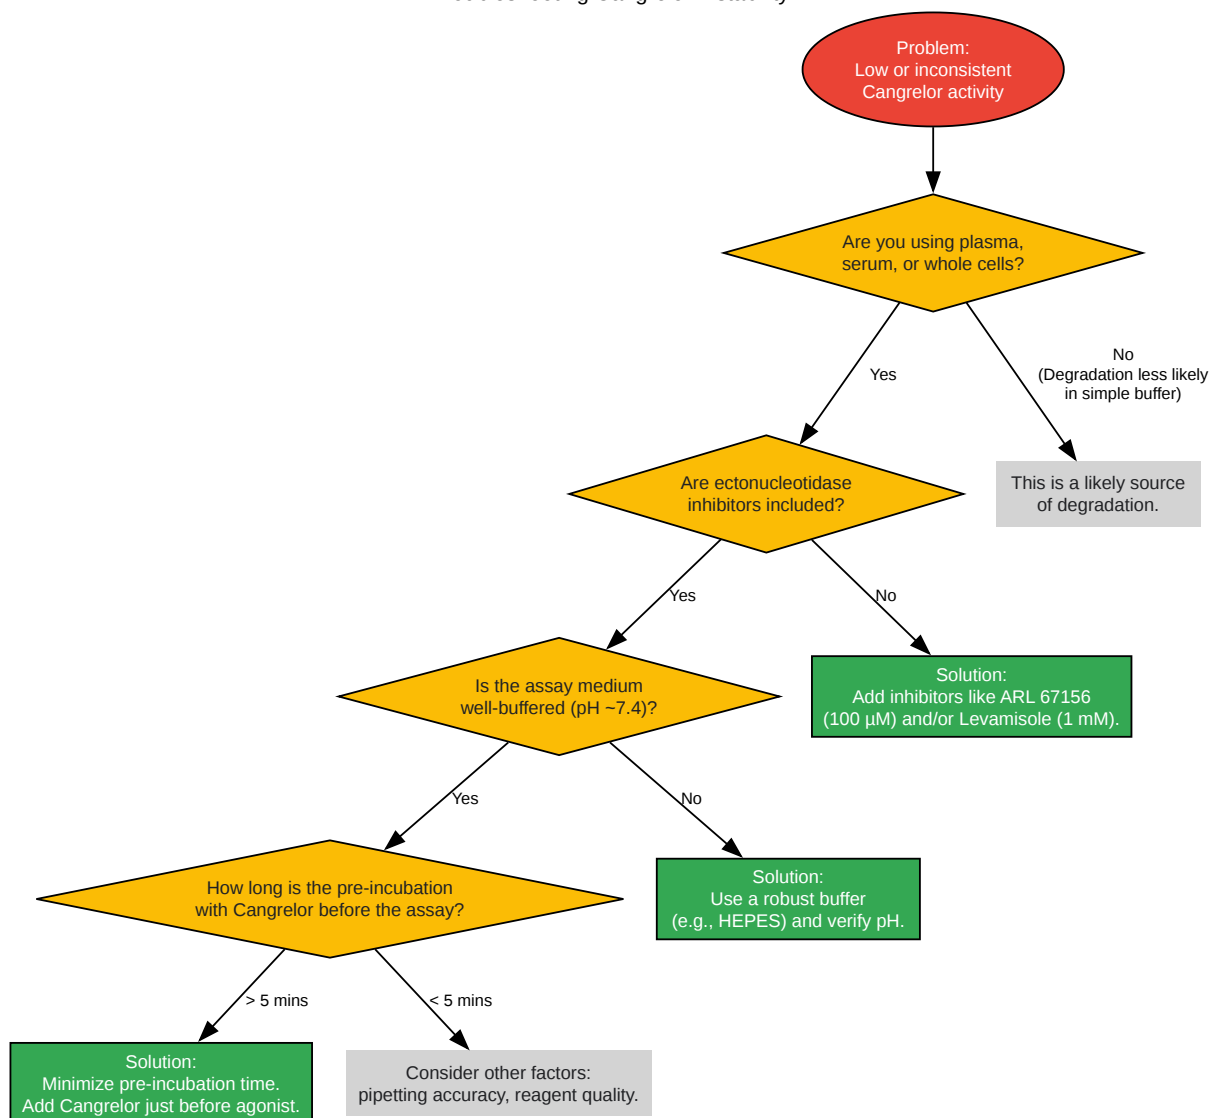 Problem:
Low or inconsistent
Cangrelor activity
Are you using plasma,
serum, or whole cells?
Yes
No
(Degradation less likely
in simple buffer)
Are ectonucleotidase
inhibitors included?
This is a likely source
of degradation.
Yes
No
Is the assay medium
well-buffered (pH ~7.4)?
Solution:
Add inhibitors like ARL 67156
(100 µM) and/or Levamisole (1 mM).
Yes
No
How long is the pre-incubation
with Cangrelor before the assay?
Solution:
Use a robust buffer
(e.g., HEPES) and verify pH.
> 5 mins
< 5 mins
Solution:
Minimize pre-incubation time.
Add Cangrelor just before agonist.
Consider other factors:
pipetting accuracy, reagent quality.